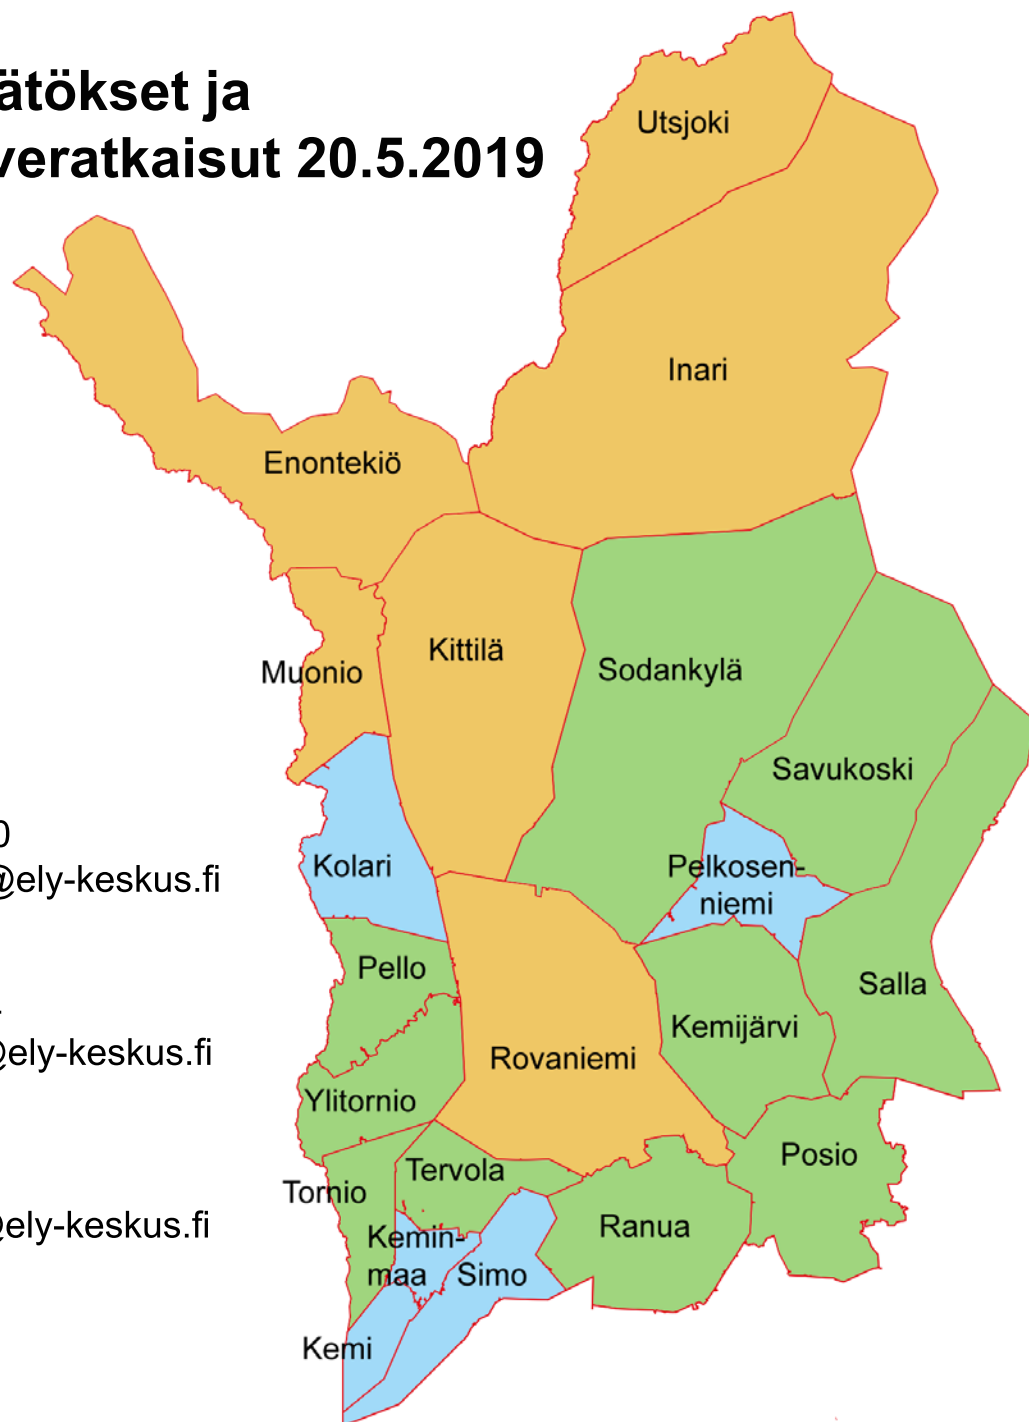 ätökset ja
veratkaisut 20.5.2019
Utsjoki
Inari
Enontekiö
Kittilä
Muonio
Sodankylä
Savukoski
0
@ely-keskus.fi
Kolari
Pelkosen-
niemi
Pello
Salla
Kemijärvi
@ely-keskus.fi
Rovaniemi
Ylitornio
Posio
Tervola
Tornio
Ranua
@ely-keskus.fi
Kemin-
maa
Simo
Kemi